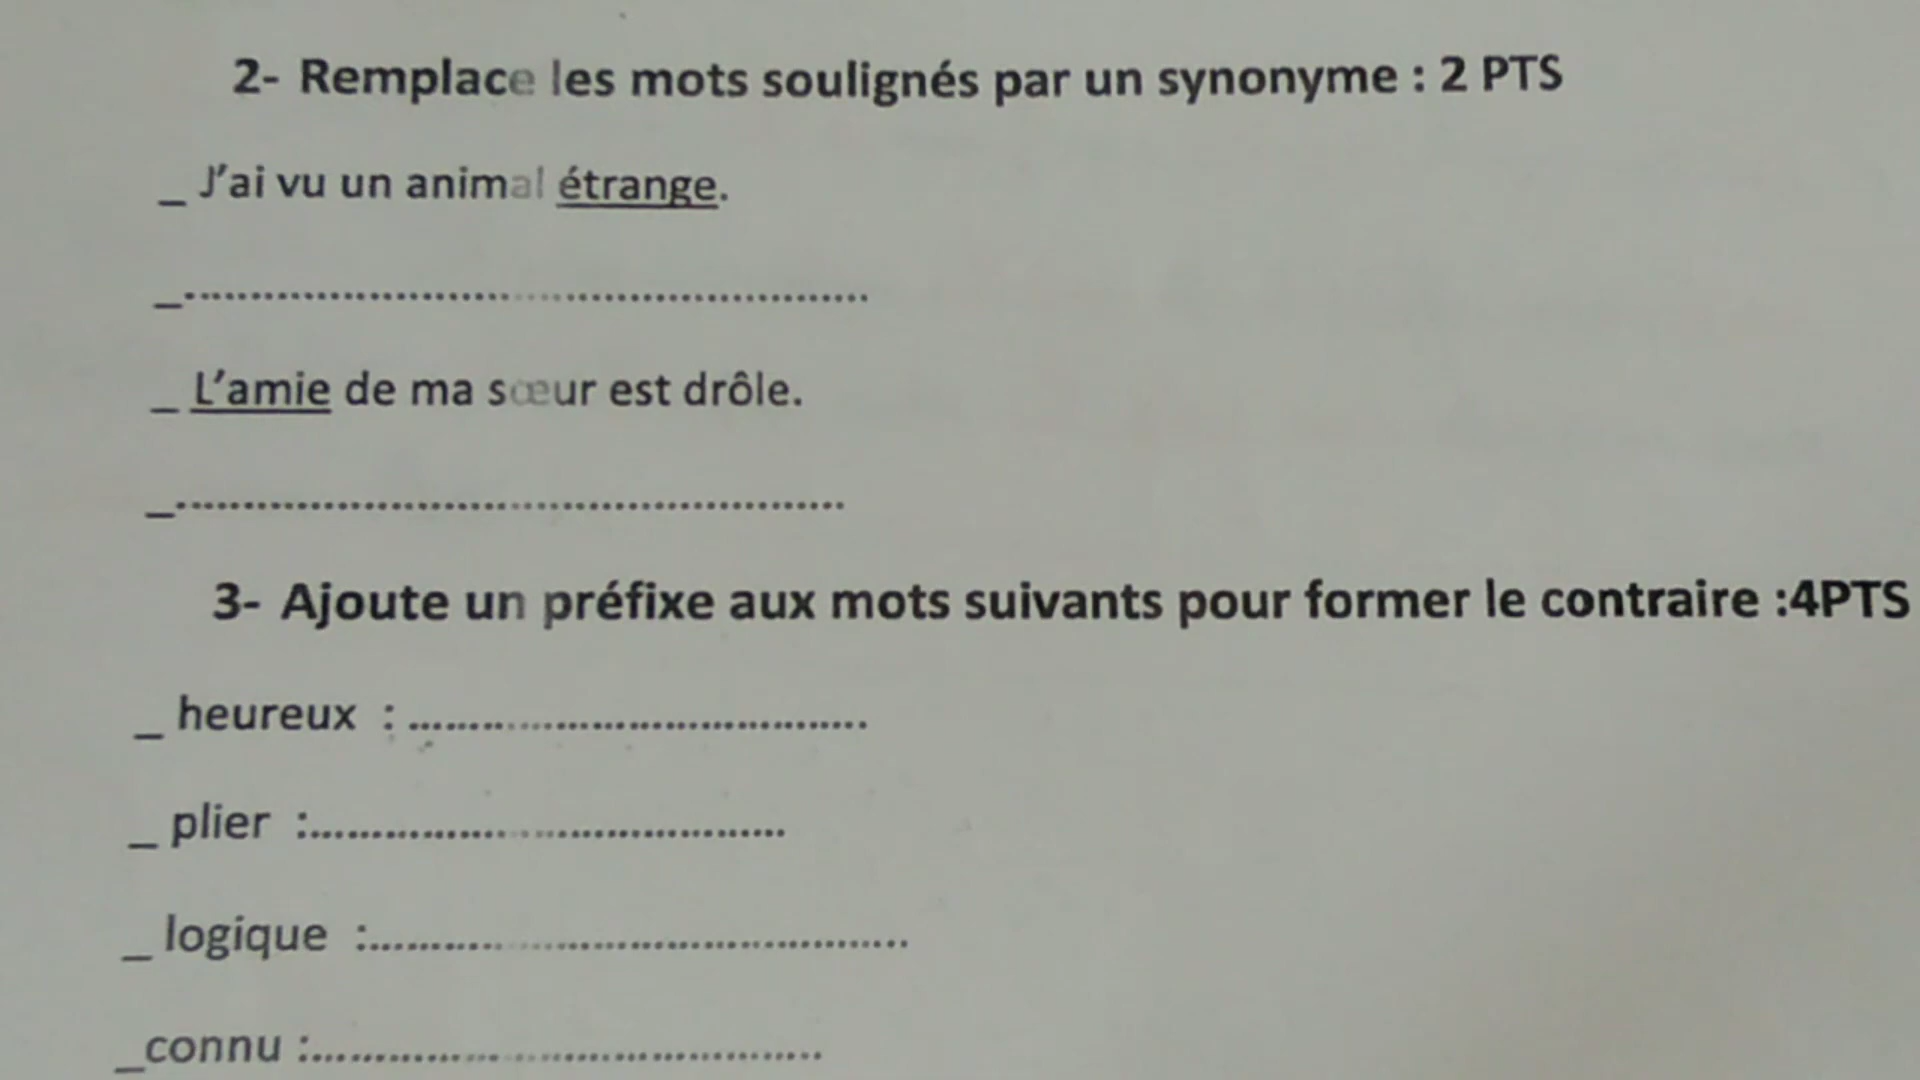 2- Remplace les mots soulignés par un synonyme : 2 PTS
_ J'ai vu un animal étrange.
_......................................................
_ L'amie de ma sœur est drôle.
_......................................................
3- Ajoute un préfixe aux mots suivants pour former le contraire :4PTS
_ heureux : ......................................
_ plier :.......................................
_ logique :............................................
_connu :..........................................